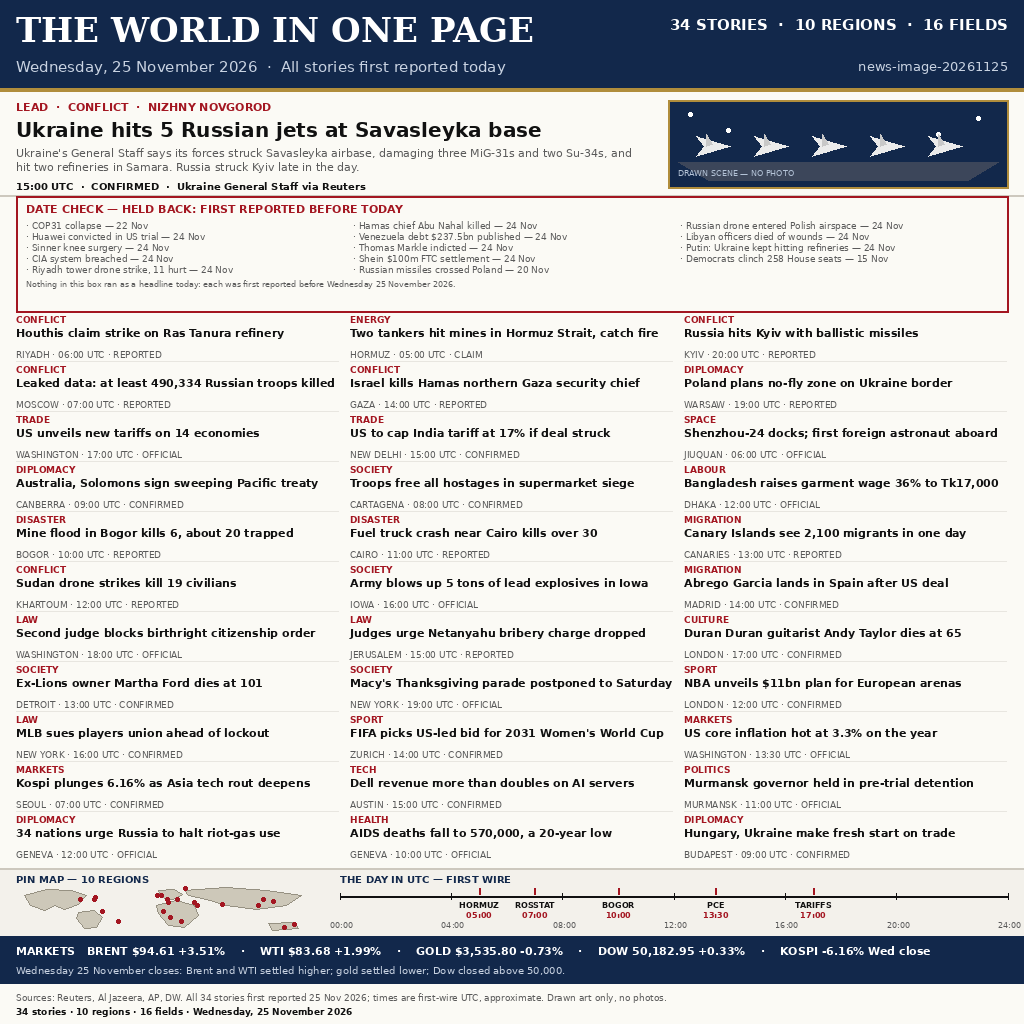 THE WORLD IN ONE PAGE
34 STORIES · 10 REGIONS · 16 FIELDS
Wednesday, 25 November 2026 · All stories first reported today
news-image-20261125
LEAD · CONFLICT · NIZHNY NOVGOROD
Ukraine hits 5 Russian jets at Savasleyka base
Ukraine's General Staff says its forces struck Savasleyka airbase, damaging three MiG-31s and two Su-34s, and
hit two refineries in Samara. Russia struck Kyiv late in the day.
15:00 UTC · CONFIRMED · Ukraine General Staff via Reuters
DRAWN SCENE — NO PHOTO
DATE CHECK — HELD BACK: FIRST REPORTED BEFORE TODAY
· COP31 collapse — 22 Nov
· Huawei convicted in US trial — 24 Nov
· Sinner knee surgery — 24 Nov
· CIA system breached — 24 Nov
· Riyadh tower drone strike, 11 hurt — 24 Nov
· Hamas chief Abu Nahal killed — 24 Nov
· Venezuela debt $237.5bn published — 24 Nov
· Thomas Markle indicted — 24 Nov
· Shein $100m FTC settlement — 24 Nov
· Russian missiles crossed Poland — 20 Nov
· Russian drone entered Polish airspace — 24 Nov
· Libyan officers died of wounds — 24 Nov
· Putin: Ukraine kept hitting refineries — 24 Nov
· Democrats clinch 258 House seats — 15 Nov
Nothing in this box ran as a headline today: each was first reported before Wednesday 25 November 2026.
CONFLICT
Houthis claim strike on Ras Tanura refinery
RIYADH · 06:00 UTC · REPORTED
ENERGY
Two tankers hit mines in Hormuz Strait, catch fire
HORMUZ · 05:00 UTC · CLAIM
CONFLICT
Russia hits Kyiv with ballistic missiles
KYIV · 20:00 UTC · REPORTED
CONFLICT
Leaked data: at least 490,334 Russian troops killed
MOSCOW · 07:00 UTC · REPORTED
CONFLICT
Israel kills Hamas northern Gaza security chief
GAZA · 14:00 UTC · REPORTED
DIPLOMACY
Poland plans no-fly zone on Ukraine border
WARSAW · 19:00 UTC · REPORTED
TRADE
US unveils new tariffs on 14 economies
WASHINGTON · 17:00 UTC · OFFICIAL
TRADE
US to cap India tariff at 17% if deal struck
NEW DELHI · 15:00 UTC · CONFIRMED
SPACE
Shenzhou-24 docks; first foreign astronaut aboard
JIUQUAN · 06:00 UTC · OFFICIAL
DIPLOMACY
Australia, Solomons sign sweeping Pacific treaty
CANBERRA · 09:00 UTC · CONFIRMED
SOCIETY
Troops free all hostages in supermarket siege
CARTAGENA · 08:00 UTC · CONFIRMED
LABOUR
Bangladesh raises garment wage 36% to Tk17,000
DHAKA · 12:00 UTC · OFFICIAL
DISASTER
Mine flood in Bogor kills 6, about 20 trapped
BOGOR · 10:00 UTC · REPORTED
DISASTER
Fuel truck crash near Cairo kills over 30
CAIRO · 11:00 UTC · REPORTED
MIGRATION
Canary Islands see 2,100 migrants in one day
CANARIES · 13:00 UTC · REPORTED
CONFLICT
Sudan drone strikes kill 19 civilians
KHARTOUM · 12:00 UTC · REPORTED
SOCIETY
Army blows up 5 tons of lead explosives in Iowa
IOWA · 16:00 UTC · OFFICIAL
MIGRATION
Abrego Garcia lands in Spain after US deal
MADRID · 14:00 UTC · CONFIRMED
LAW
Second judge blocks birthright citizenship order
WASHINGTON · 18:00 UTC · OFFICIAL
LAW
Judges urge Netanyahu bribery charge dropped
JERUSALEM · 15:00 UTC · REPORTED
CULTURE
Duran Duran guitarist Andy Taylor dies at 65
LONDON · 17:00 UTC · CONFIRMED
SOCIETY
Ex-Lions owner Martha Ford dies at 101
DETROIT · 13:00 UTC · CONFIRMED
SOCIETY
Macy's Thanksgiving parade postponed to Saturday
NEW YORK · 19:00 UTC · OFFICIAL
SPORT
NBA unveils $11bn plan for European arenas
LONDON · 12:00 UTC · CONFIRMED
LAW
MLB sues players union ahead of lockout
NEW YORK · 16:00 UTC · CONFIRMED
SPORT
FIFA picks US-led bid for 2031 Women's World Cup
ZURICH · 14:00 UTC · CONFIRMED
MARKETS
US core inflation hot at 3.3% on the year
WASHINGTON · 13:30 UTC · OFFICIAL
MARKETS
Kospi plunges 6.16% as Asia tech rout deepens
SEOUL · 07:00 UTC · CONFIRMED
TECH
Dell revenue more than doubles on AI servers
AUSTIN · 15:00 UTC · CONFIRMED
POLITICS
Murmansk governor held in pre-trial detention
MURMANSK · 11:00 UTC · OFFICIAL
DIPLOMACY
34 nations urge Russia to halt riot-gas use
GENEVA · 12:00 UTC · OFFICIAL
HEALTH
AIDS deaths fall to 570,000, a 20-year low
GENEVA · 10:00 UTC · OFFICIAL
DIPLOMACY
Hungary, Ukraine make fresh start on trade
BUDAPEST · 09:00 UTC · CONFIRMED
PIN MAP — 10 REGIONS
THE DAY IN UTC — FIRST WIRE
HORMUZ ROSSTAT BOGOR PCE TARIFFS
05:00 07:00 10:00 13:30 17:00
00:00 04:00 08:00 12:00 16:00 20:00 24:00
MARKETS BRENT $94.61 +3.51% · WTI $83.68 +1.99% · GOLD $3,535.80 -0.73% · DOW 50,182.95 +0.33% · KOSPI -6.16% Wed close
Wednesday 25 November closes: Brent and WTI settled higher; gold settled lower; Dow closed above 50,000.
Sources: Reuters, Al Jazeera, AP, DW. All 34 stories first reported 25 Nov 2026; times are first-wire UTC, approximate. Drawn art only, no photos.
34 stories · 10 regions · 16 fields · Wednesday, 25 November 2026